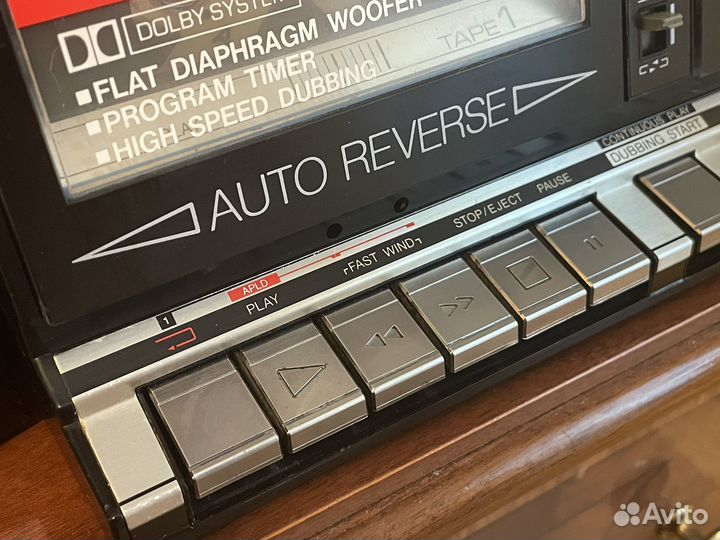 DOLBY SYSTEM
■FLAT DIAPHRAGM WOOFER
■PROGRAM TIMER
■HIGH SPEED DUBBING
TAPE 1
AUTO REVERSE
CONTINUOUS PLAY
DUBBING START
STOP/EJECT PAUSE
FAST WIND
APLD
PLAY
1
Avito